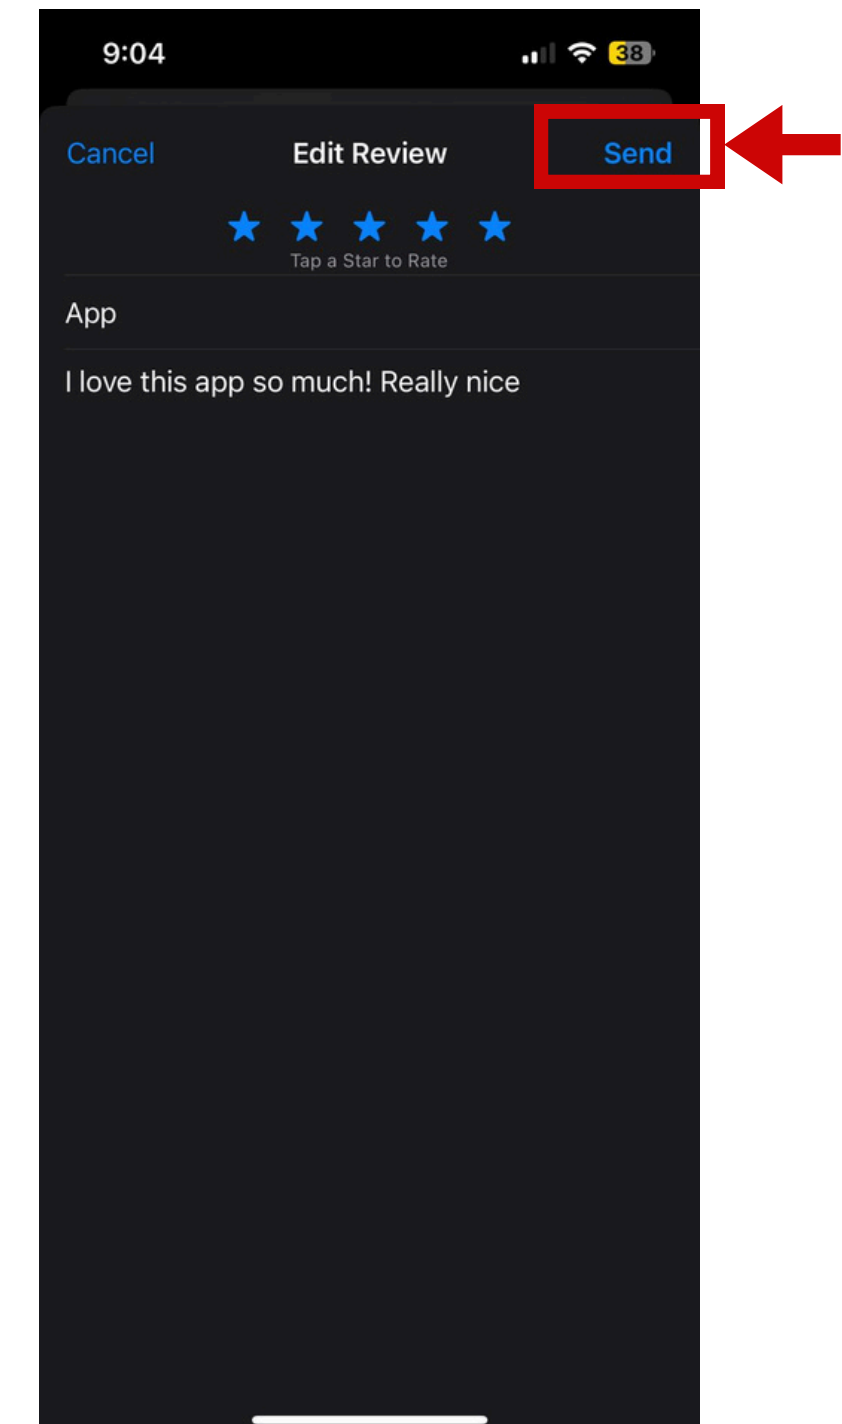 9:04
38
Cancel Edit Review Send
Tap a Star to Rate
App
I love this app so much! Really nice